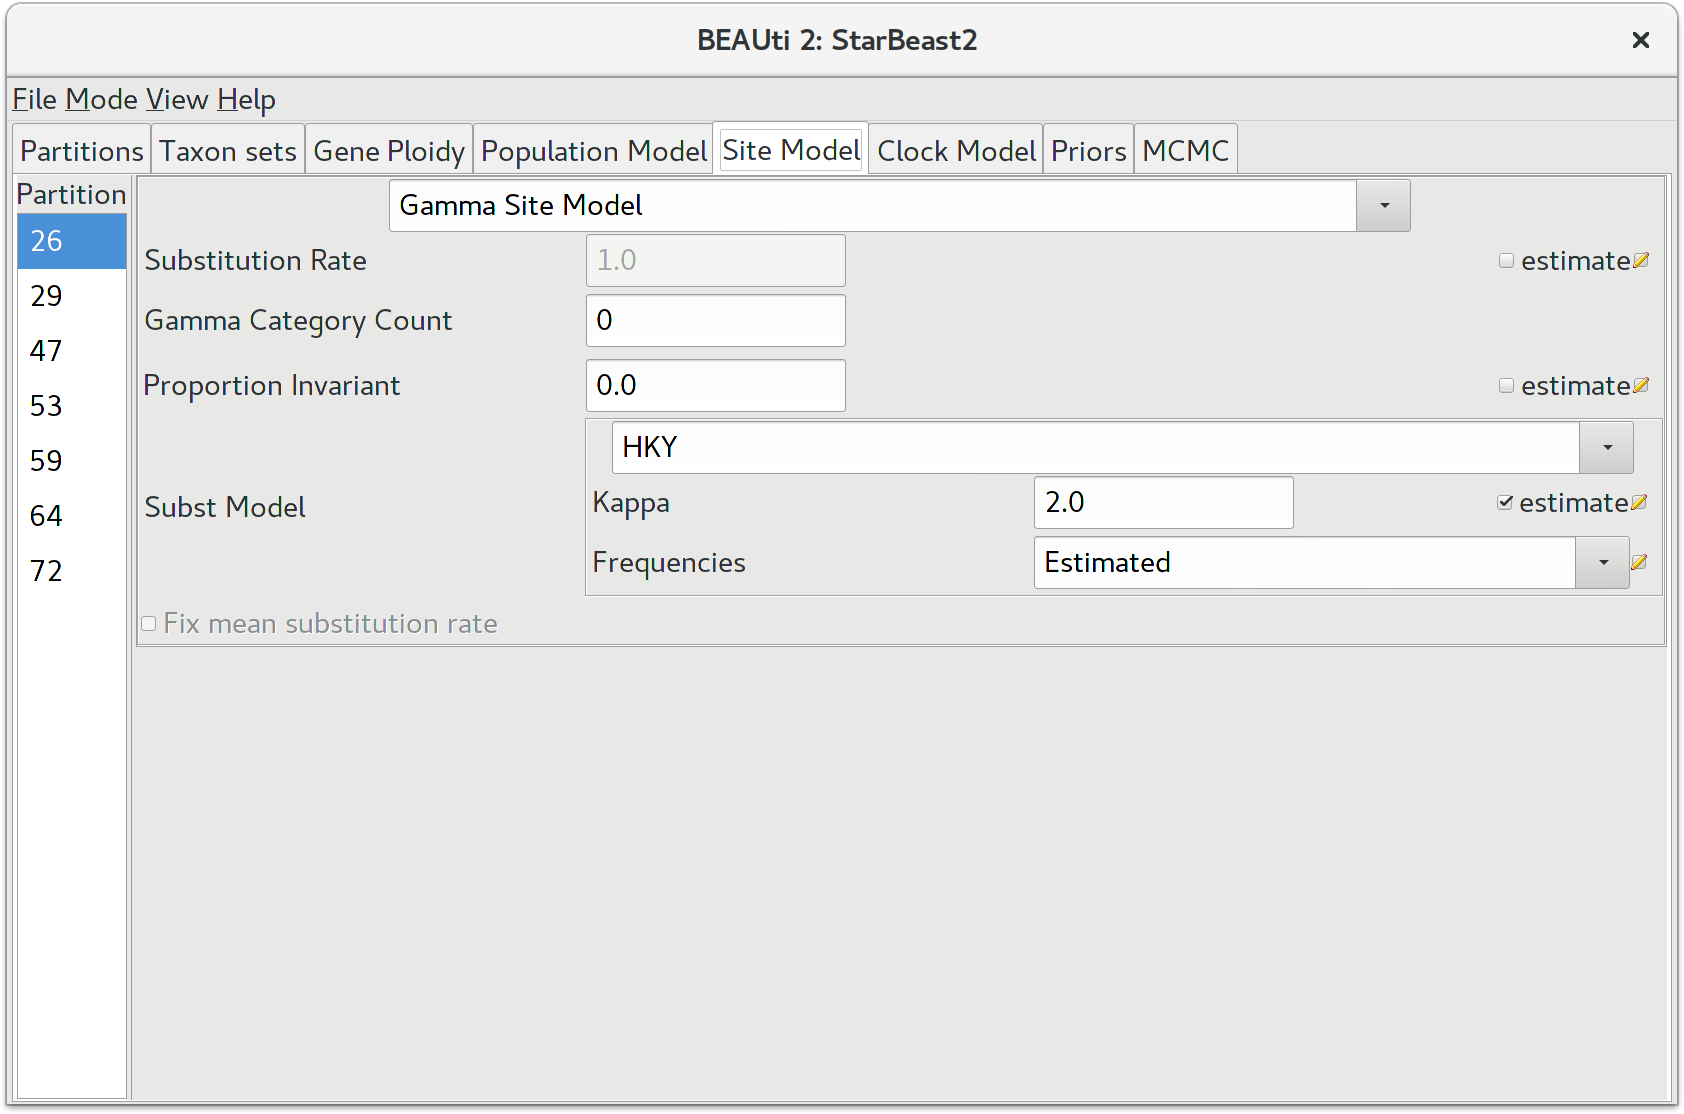 BEAUti 2: StarBeast2
File Mode View Help
Partitions Taxon sets Gene Ploidy Population Model Site Model Clock Model Priors MCMC
Partition
26
29
47
53
59
64
72
Gamma Site Model
Substitution Rate 1.0 estimate
Gamma Category Count 0
Proportion Invariant 0.0 estimate
Subst Model
HKY
Kappa 2.0 estimate
Frequencies Estimated
Fix mean substitution rate